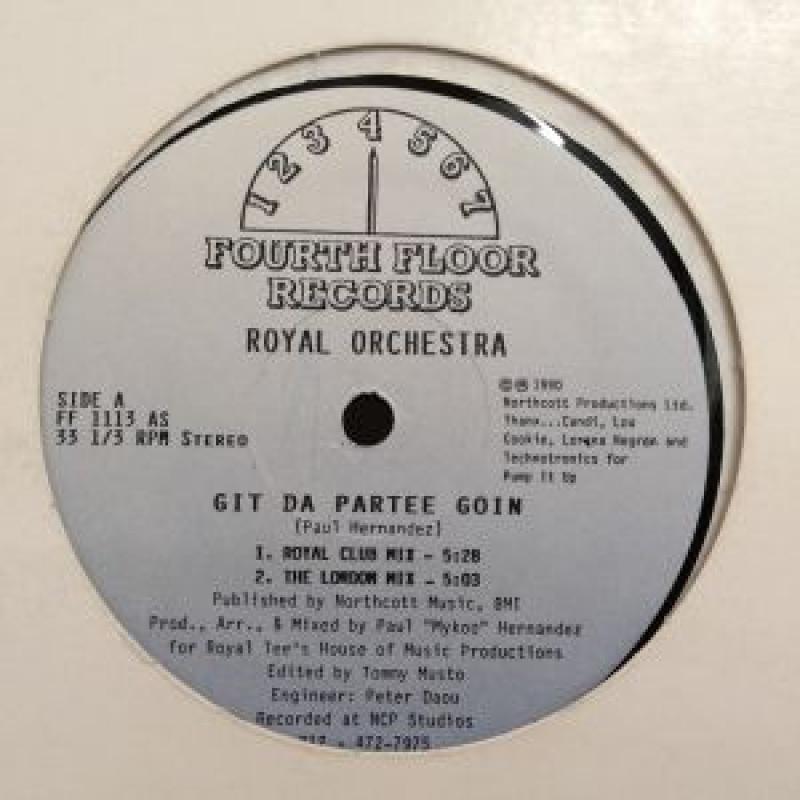 1 2 3 4 5 6 7
FOURTH FLOOR
RECORDS
ROYAL ORCHESTRA
SIDE A
FF 1113 AS
33 1/3 RPM STEREO
©℗ 1990
Northcott Productions Ltd.
Thanx...Candi, Lou
Cookie, Lorena Negron and
Technotronics for
Pump It Up
GIT DA PARTEE GOIN
(Paul Hernandez)
1. ROYAL CLUB MIX - 5:28
2. THE LONDON MIX - 5:03
Published by Northcott Music, BMI
Prod., Arr., & Mixed by Paul "Mykoo" Hernandez
for Royal Tee's House of Music Productions
Edited by Tommy Musto
Engineer: Peter Daou
Recorded at NCP Studios
- 472-7975